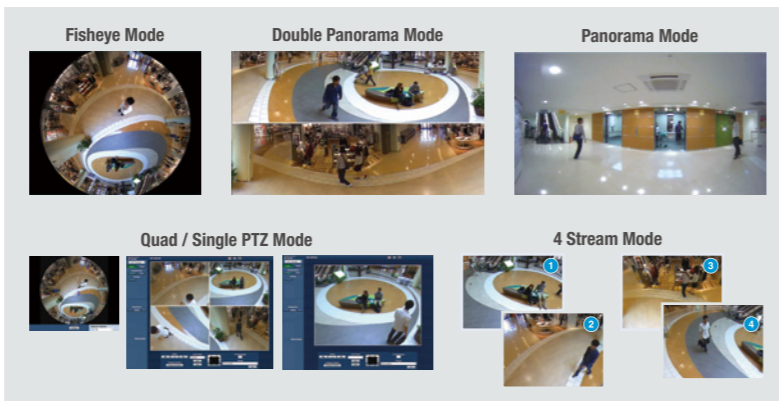 Fisheye Mode
Double Panorama Mode
Panorama Mode
Quad / Single PTZ Mode
4 Stream Mode
1
2
3
4